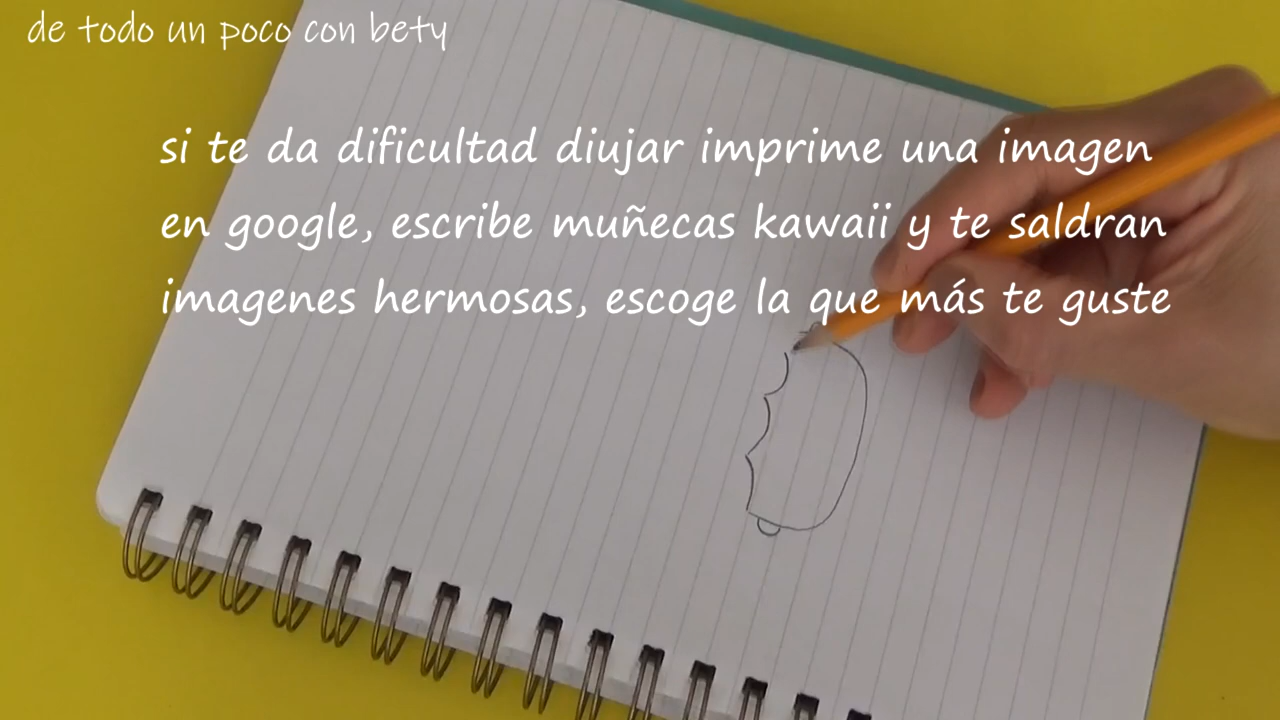 de todo un poco con bety
si te da dificultad diujar imprime una imagen
en google, escribe muñecas kawaii y te saldran
imagenes hermosas, escoge la que más te guste